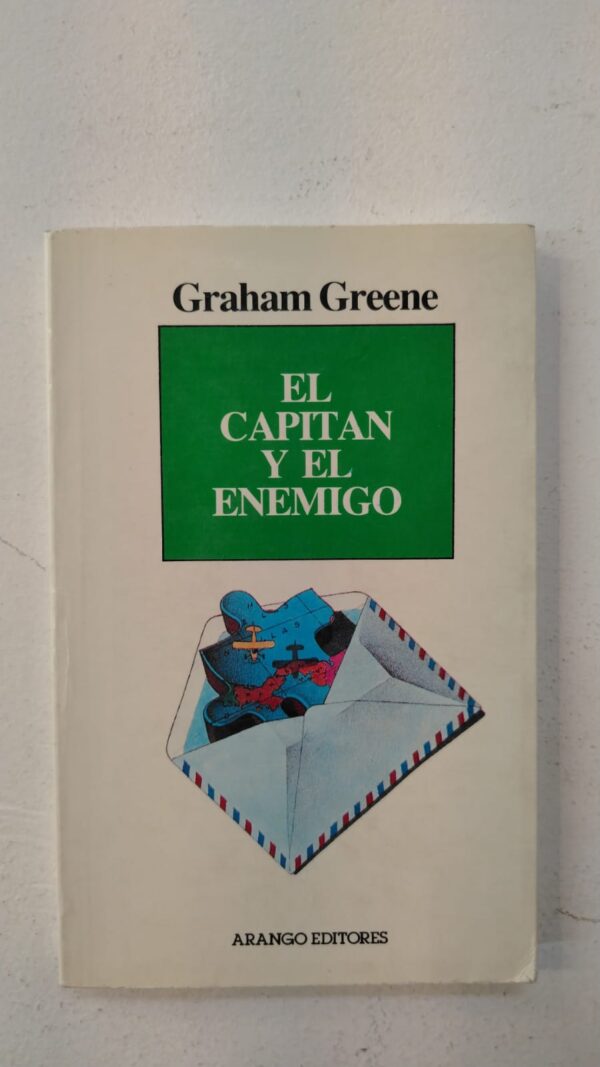 Graham Greene
EL
CAPITAN
Y EL
ENEMIGO
ARANGO EDITORES